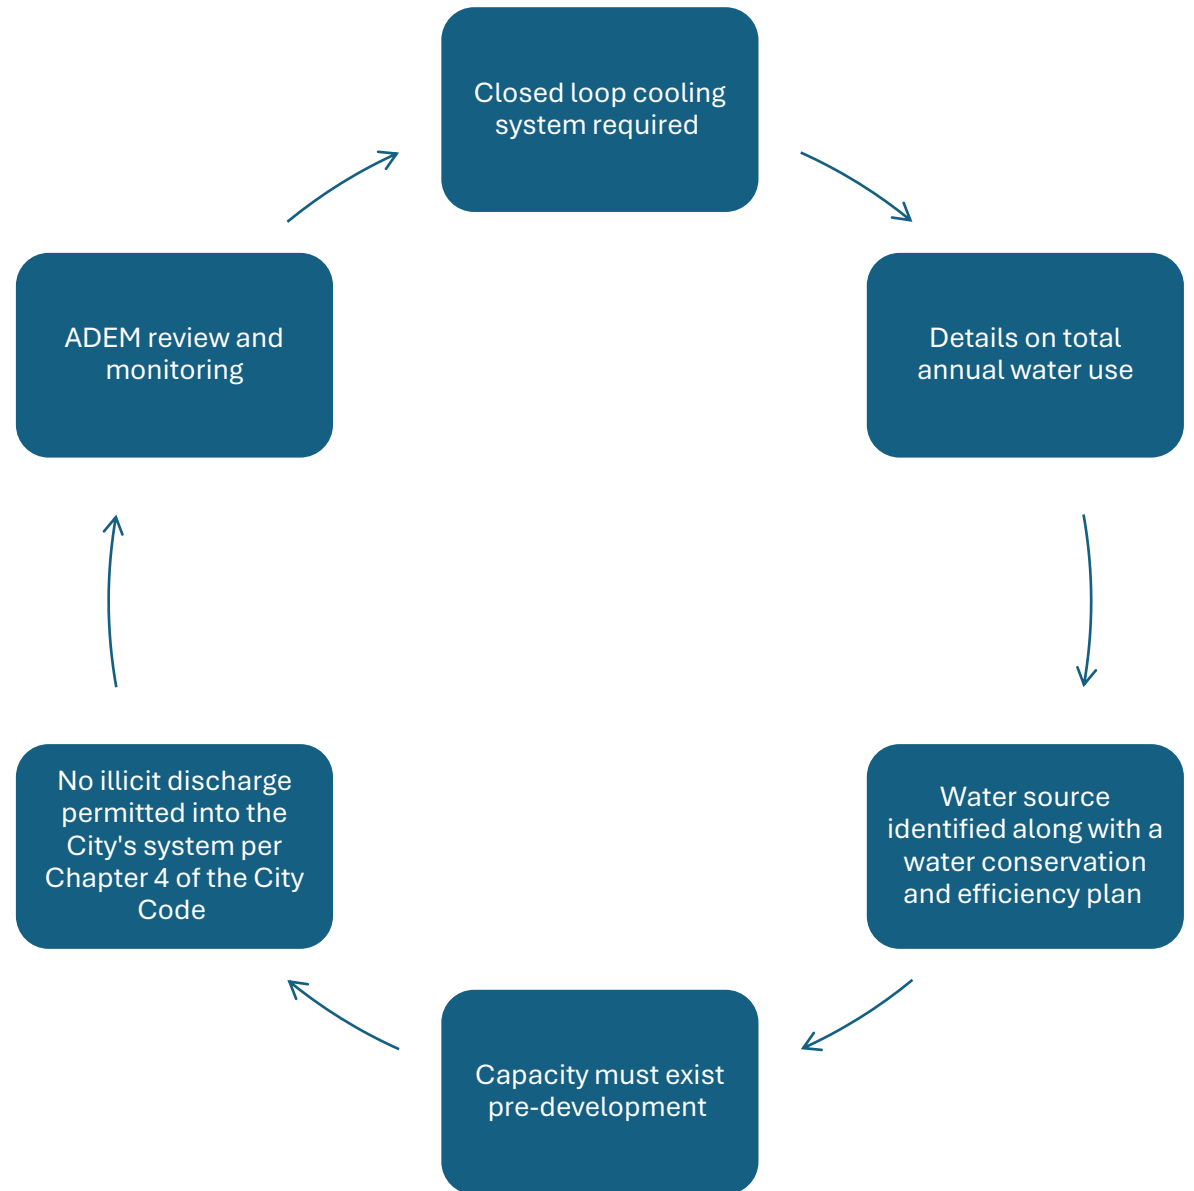 Closed loop cooling
system required
Details on total
annual water use
Water source
identified along with a
water conservation
and efficiency plan
Capacity must exist
pre-development
No illicit discharge
permitted into the
City's system per
Chapter 4 of the City
Code
ADEM review and
monitoring